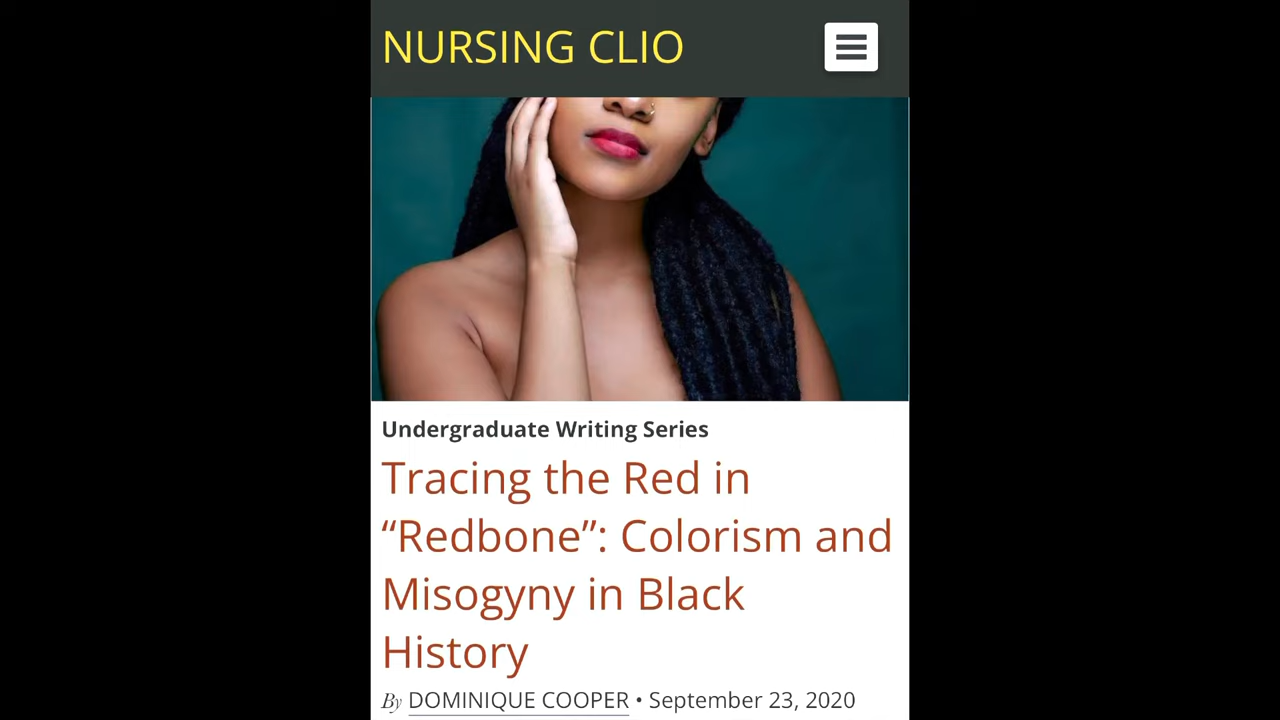 NURSING CLIO
Undergraduate Writing Series
Tracing the Red in
“Redbone”: Colorism and
Misogyny in Black
History
By DOMINIQUE COOPER • September 23, 2020